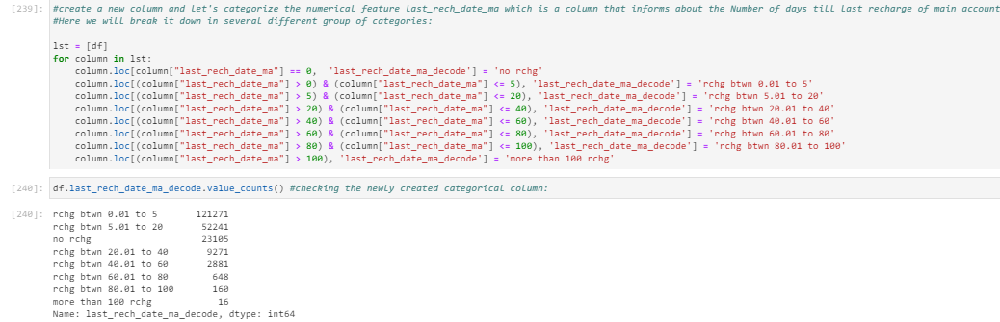 [239]: #create a new column and Let's categorize the numerical feature Last_rech_date_ma which is a column that informs about the Number of days till last recharge of main account
#Here we will break it down in several different group of categories:
lst = [df]
for column in lst:
    column.loc[column["last_rech_date_ma"] == 0,  'last_rech_date_ma_decode'] = 'no rchg'
    column.loc[(column["last_rech_date_ma"] > 0) & (column["last_rech_date_ma"] <= 5), 'last_rech_date_ma_decode'] = 'rchg btwn 0.01 to 5'
    column.loc[(column["last_rech_date_ma"] > 5) & (column["last_rech_date_ma"] <= 20), 'last_rech_date_ma_decode'] = 'rchg btwn 5.01 to 20'
    column.loc[(column["last_rech_date_ma"] > 20) & (column["last_rech_date_ma"] <= 40), 'last_rech_date_ma_decode'] = 'rchg btwn 20.01 to 40'
    column.loc[(column["last_rech_date_ma"] > 40) & (column["last_rech_date_ma"] <= 60), 'last_rech_date_ma_decode'] = 'rchg btwn 40.01 to 60'
    column.loc[(column["last_rech_date_ma"] > 60) & (column["last_rech_date_ma"] <= 80), 'last_rech_date_ma_decode'] = 'rchg btwn 60.01 to 80'
    column.loc[(column["last_rech_date_ma"] > 80) & (column["last_rech_date_ma"] <= 100), 'last_rech_date_ma_decode'] = 'rchg btwn 80.01 to 100'
    column.loc[(column["last_rech_date_ma"] > 100), 'last_rech_date_ma_decode'] = 'more than 100 rchg'
[240]: df.last_rech_date_ma_decode.value_counts() #checking the newly created categorical column:
[240]: rchg btwn 0.01 to 5 121271
rchg btwn 5.01 to 20 52241
no rchg 23105
rchg btwn 20.01 to 40 9271
rchg btwn 40.01 to 60 2881
rchg btwn 60.01 to 80 648
rchg btwn 80.01 to 100 160
more than 100 rchg 16
Name: last_rech_date_ma_decode, dtype: int64